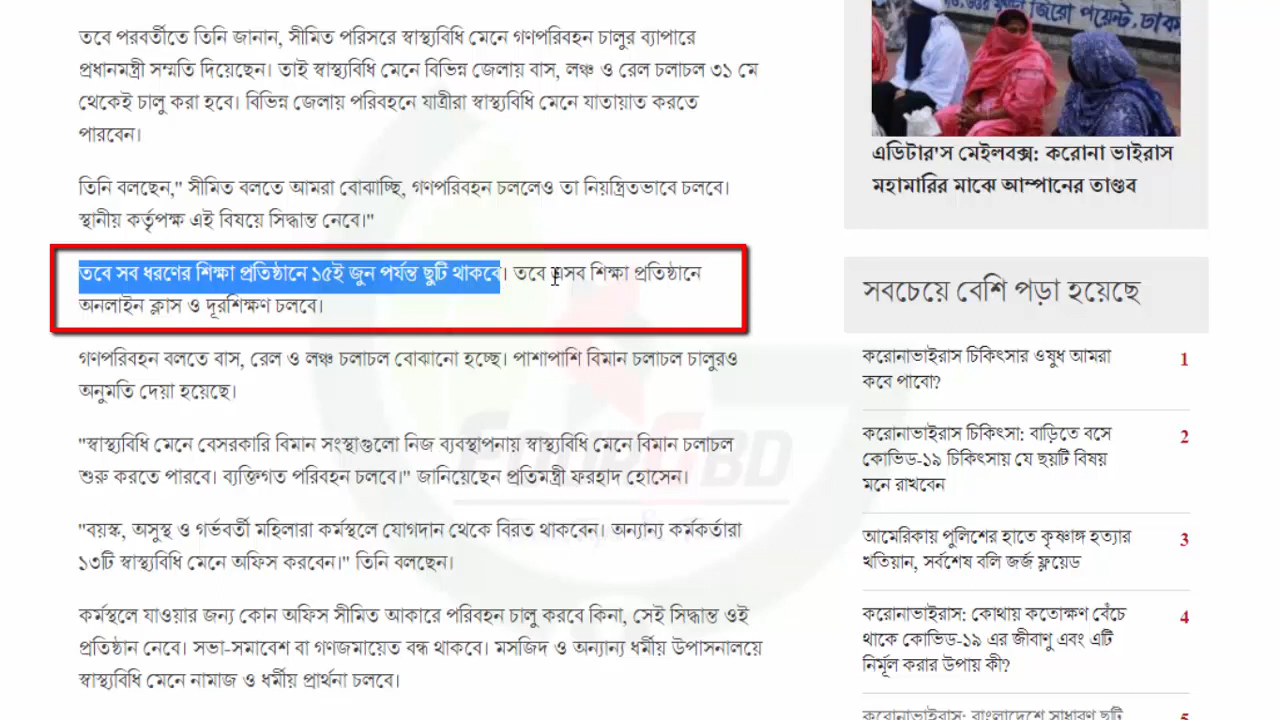 তবে পরবর্তীতে তিনি জানান, সীমিত পরিসরে স্বাস্থ্যবিধি মেনে গণপরিবহন চালুর ব্যাপারে
প্রধানমন্ত্রী সম্মতি দিয়েছেন। তাই স্বাস্থ্যবিধি মেনে বিভিন্ন জেলায় বাস, লঞ্চ ও রেল চলাচল ৩১ মে
থেকেই চালু করা হবে। বিভিন্ন জেলায় পরিবহনে যাত্রীরা স্বাস্থ্যবিধি মেনে যাতায়াত করতে
পারবেন।
তিনি বলছেন," সীমিত বলতে আমরা বোঝাচ্ছি, গণপরিবহন চললেও তা নিয়ন্ত্রিতভাবে চলবে।
স্থানীয় কর্তৃপক্ষ এই বিষয়ে সিদ্ধান্ত নেবে।"
তবে সব ধরণের শিক্ষা প্রতিষ্ঠানে ১৫ই জুন পর্যন্ত ছুটি থাকবে। তবে এসব শিক্ষা প্রতিষ্ঠানে
অনলাইন ক্লাস ও দূরশিক্ষণ চলবে।
গণপরিবহন বলতে বাস, রেল ও লঞ্চ চলাচল বোঝানো হচ্ছে। পাশাপাশি বিমান চলাচল চালুরও
অনুমতি দেয়া হয়েছে।
"স্বাস্থ্যবিধি মেনে বেসরকারি বিমান সংস্থাগুলো নিজ ব্যবস্থাপনায় স্বাস্থ্যবিধি মেনে বিমান চলাচল
শুরু করতে পারবে। ব্যক্তিগত পরিবহন চলবে।" জানিয়েছেন প্রতিমন্ত্রী ফরহাদ হোসেন।
"বয়স্ক, অসুস্থ ও গর্ভবর্তী মহিলারা কর্মস্থলে যোগদান থেকে বিরত থাকবেন। অন্যান্য কর্মকর্তারা
১৩টি স্বাস্থ্যবিধি মেনে অফিস করবেন।" তিনি বলছেন।
কর্মস্থলে যাওয়ার জন্য কোন অফিস সীমিত আকারে পরিবহন চালু করবে কিনা, সেই সিদ্ধান্ত ওই
প্রতিষ্ঠান নেবে। সভা-সমাবেশ বা গণজমায়েত বন্ধ থাকবে। মসজিদ ও অন্যান্য ধর্মীয় উপাসনালয়ে
স্বাস্থ্যবিধি মেনে নামাজ ও ধর্মীয় প্রার্থনা চলবে।
জিরো পয়েন্ট, ঢাকা
এডিটার'স মেইলবক্স: করোনা ভাইরাস
মহামারির মাঝে আম্পানের তাণ্ডব
সবচেয়ে বেশি পড়া হয়েছে
করোনাভাইরাস চিকিৎসার ওষুধ আমরা 1
কবে পাবো?
করোনাভাইরাস চিকিৎসা: বাড়িতে বসে 2
কোভিড-১৯ চিকিৎসায় যে ছয়টি বিষয়
মনে রাখবেন
আমেরিকায় পুলিশের হাতে কৃষ্ণাঙ্গ হত্যার 3
খতিয়ান, সর্বশেষ বলি জর্জ ফ্লয়েড
করোনাভাইরাস: কোথায় কতোক্ষণ বেঁচে 4
থাকে কোভিড-১৯ এর জীবাণু এবং এটি
নির্মূল করার উপায় কী?
করোনাভাইরাস: বাংলাদেশে সাধারণ ছুটি 5